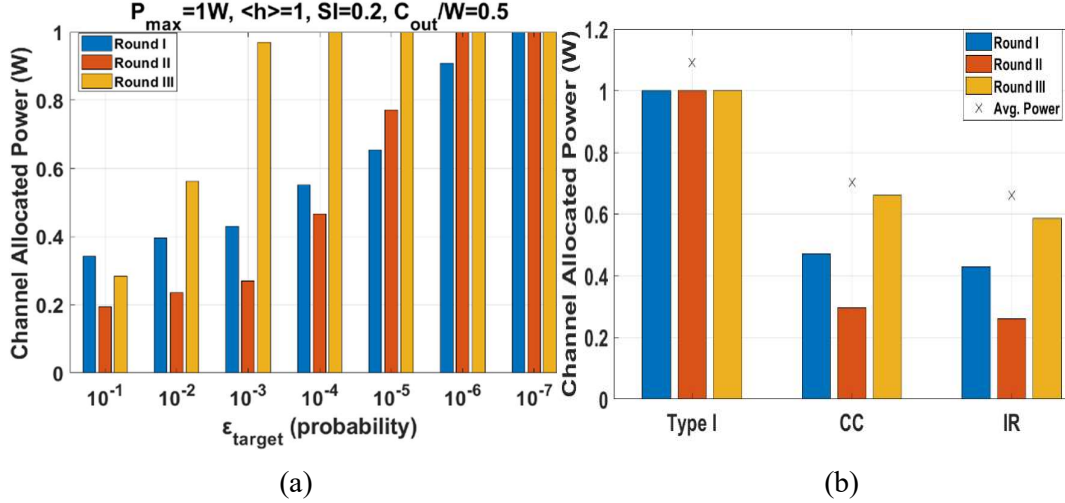 P_max =1W, <h>=1, SI=0.2, C_out/W=0.5
Channel Allocated Power (W)
1
0.8
0.6
0.4
0.2
0
Round I
Round II
Round III
10^-1 10^-2 10^-3 10^-4 10^-5 10^-6 10^-7
ε_target (probability)
(a)
Channel Allocated Power (W)
1.2
1
0.8
0.6
0.4
0.2
0
Round I
Round II
Round III
× Avg. Power
Type I CC IR
(b)